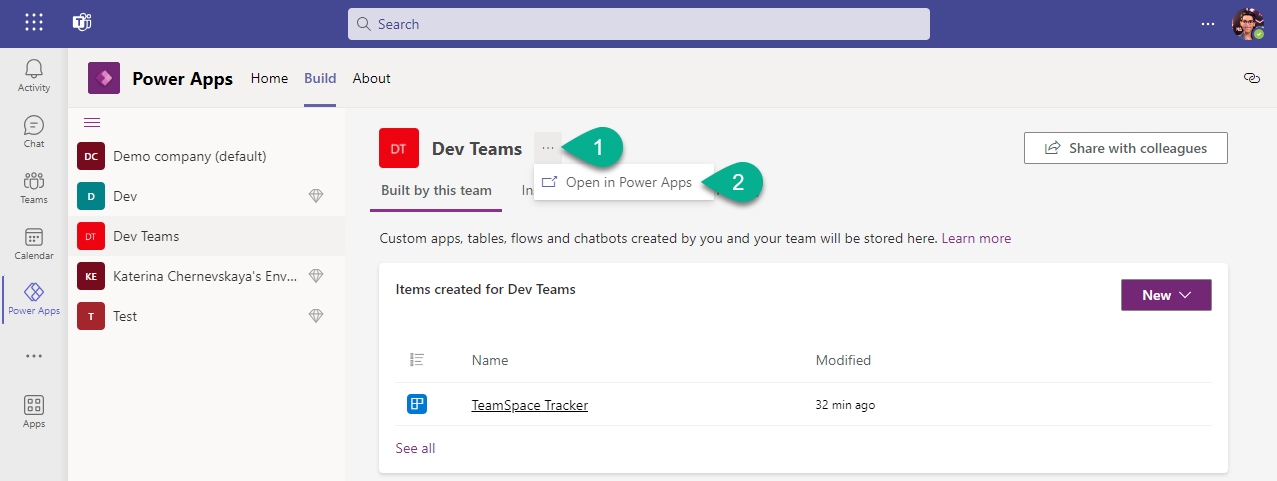 Search
...
Activity
Chat
Teams
Calendar
Power Apps
...
Apps
Power Apps Home Build About
DC Demo company (default)
D Dev
DT Dev Teams
KE Katerina Chernevskaya's Env...
T Test
DT Dev Teams ... 1
Share with colleagues
Open in Power Apps 2
Built by this team In
Custom apps, tables, flows and chatbots created by you and your team will be stored here. Learn more
Items created for Dev Teams
New
Name Modified
TeamSpace Tracker 32 min ago
See all